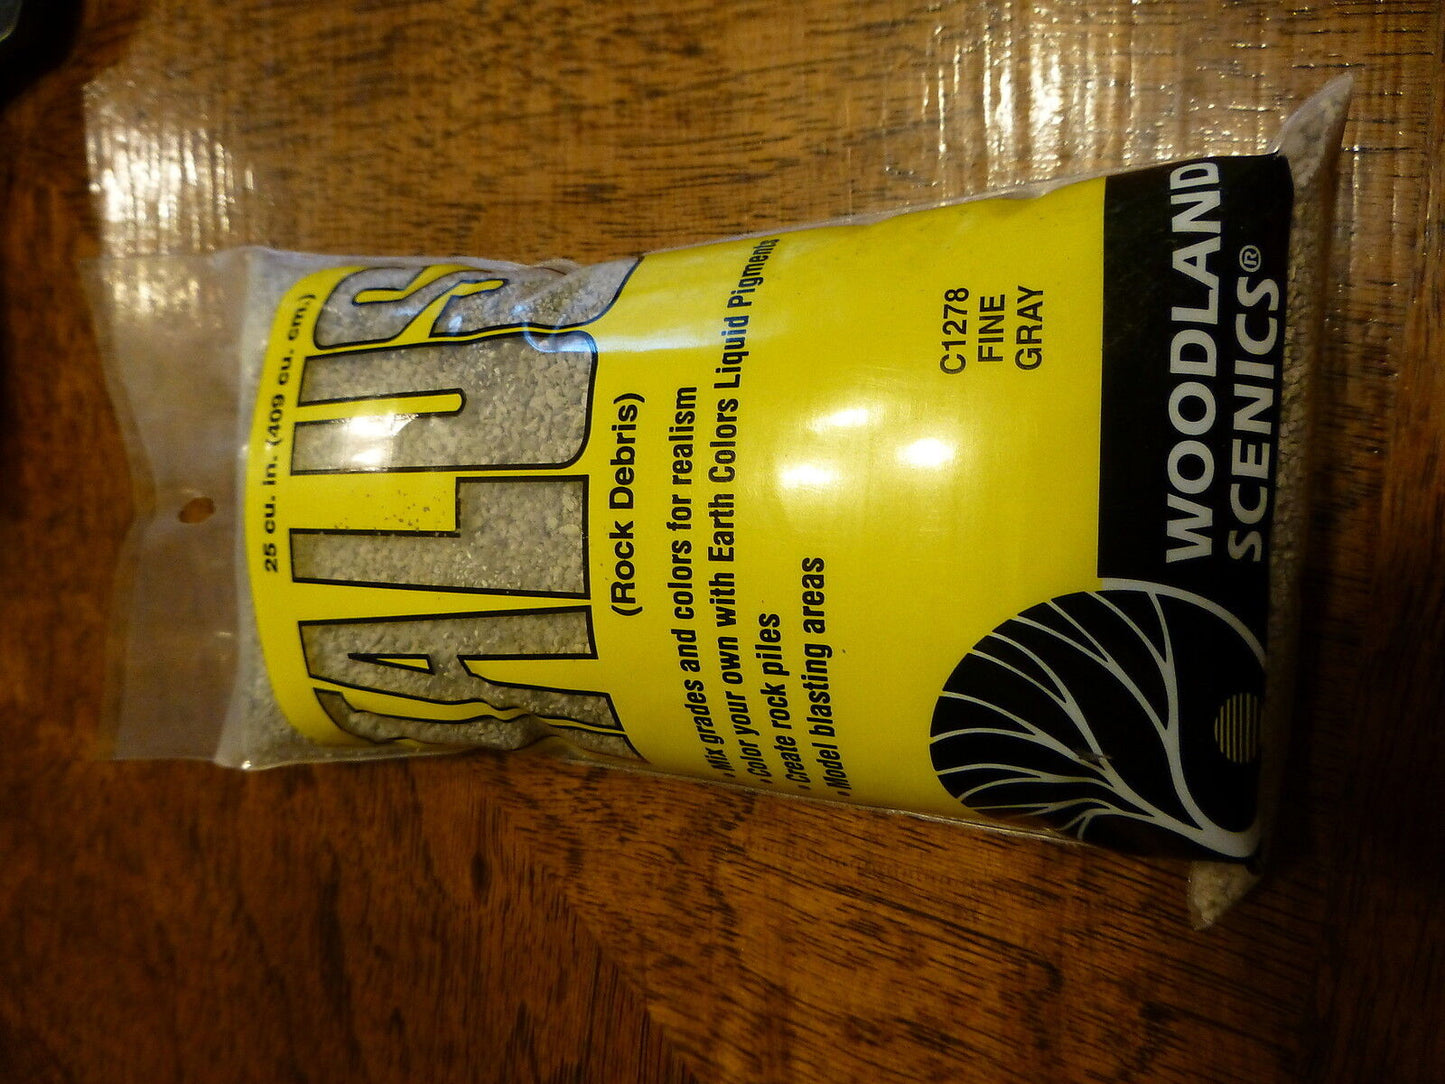 25 cu. in. (409 cu. cm.)
TALUS
(Rock Debris)
• Mix grades and colors for realism
• Color your own with Earth Colors Liquid Pigments
• Create rock piles
• Model blasting areas
C1278
FINE
GRAY
WOODLAND
SCENICS®